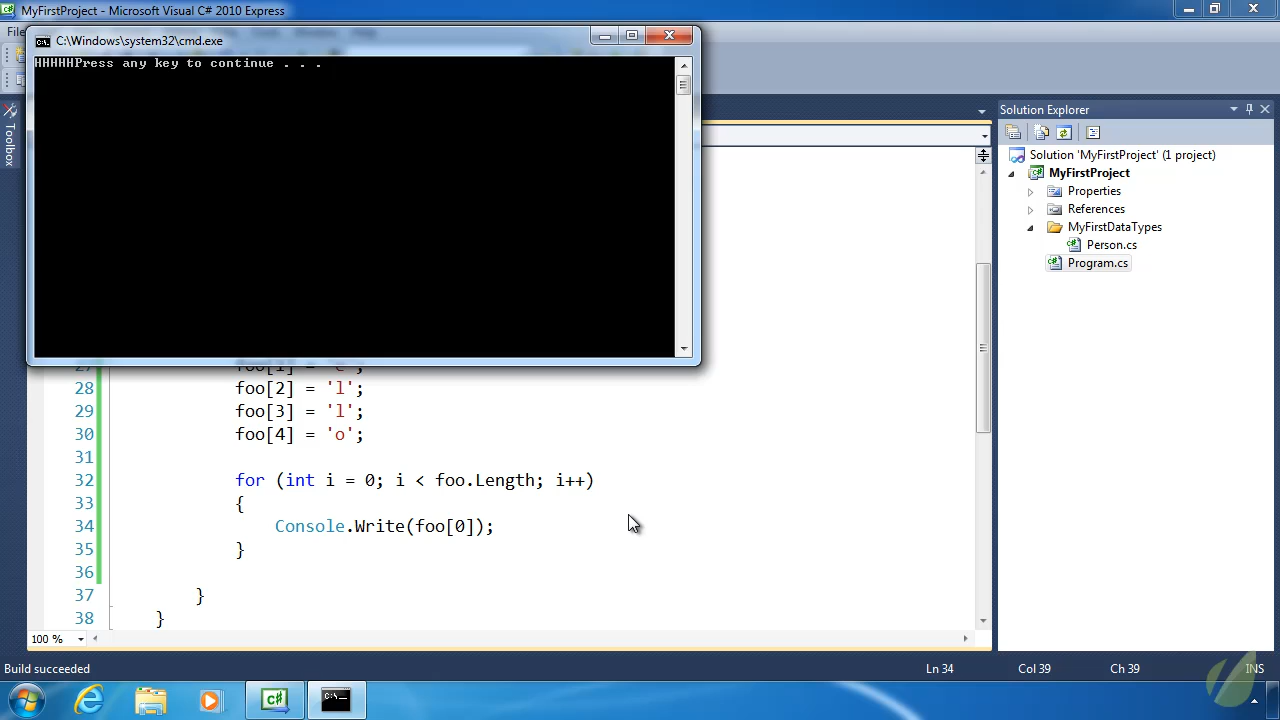 MyFirstProject - Microsoft Visual C# 2010 Express
C:\Windows\system32\cmd.exe
HHHHHPress any key to continue . . .
Toolbox
Solution Explorer
Solution 'MyFirstProject' (1 project)
MyFirstProject
Properties
References
MyFirstDataTypes
Person.cs
Program.cs
28 foo[2] = 'l';
29 foo[3] = 'l';
30 foo[4] = 'o';
31
32 for (int i = 0; i < foo.Length; i++)
33 {
34 Console.Write(foo[0]);
35 }
36
37 }
38 }
100 %
Build succeeded Ln 34 Col 39 Ch 39 INS